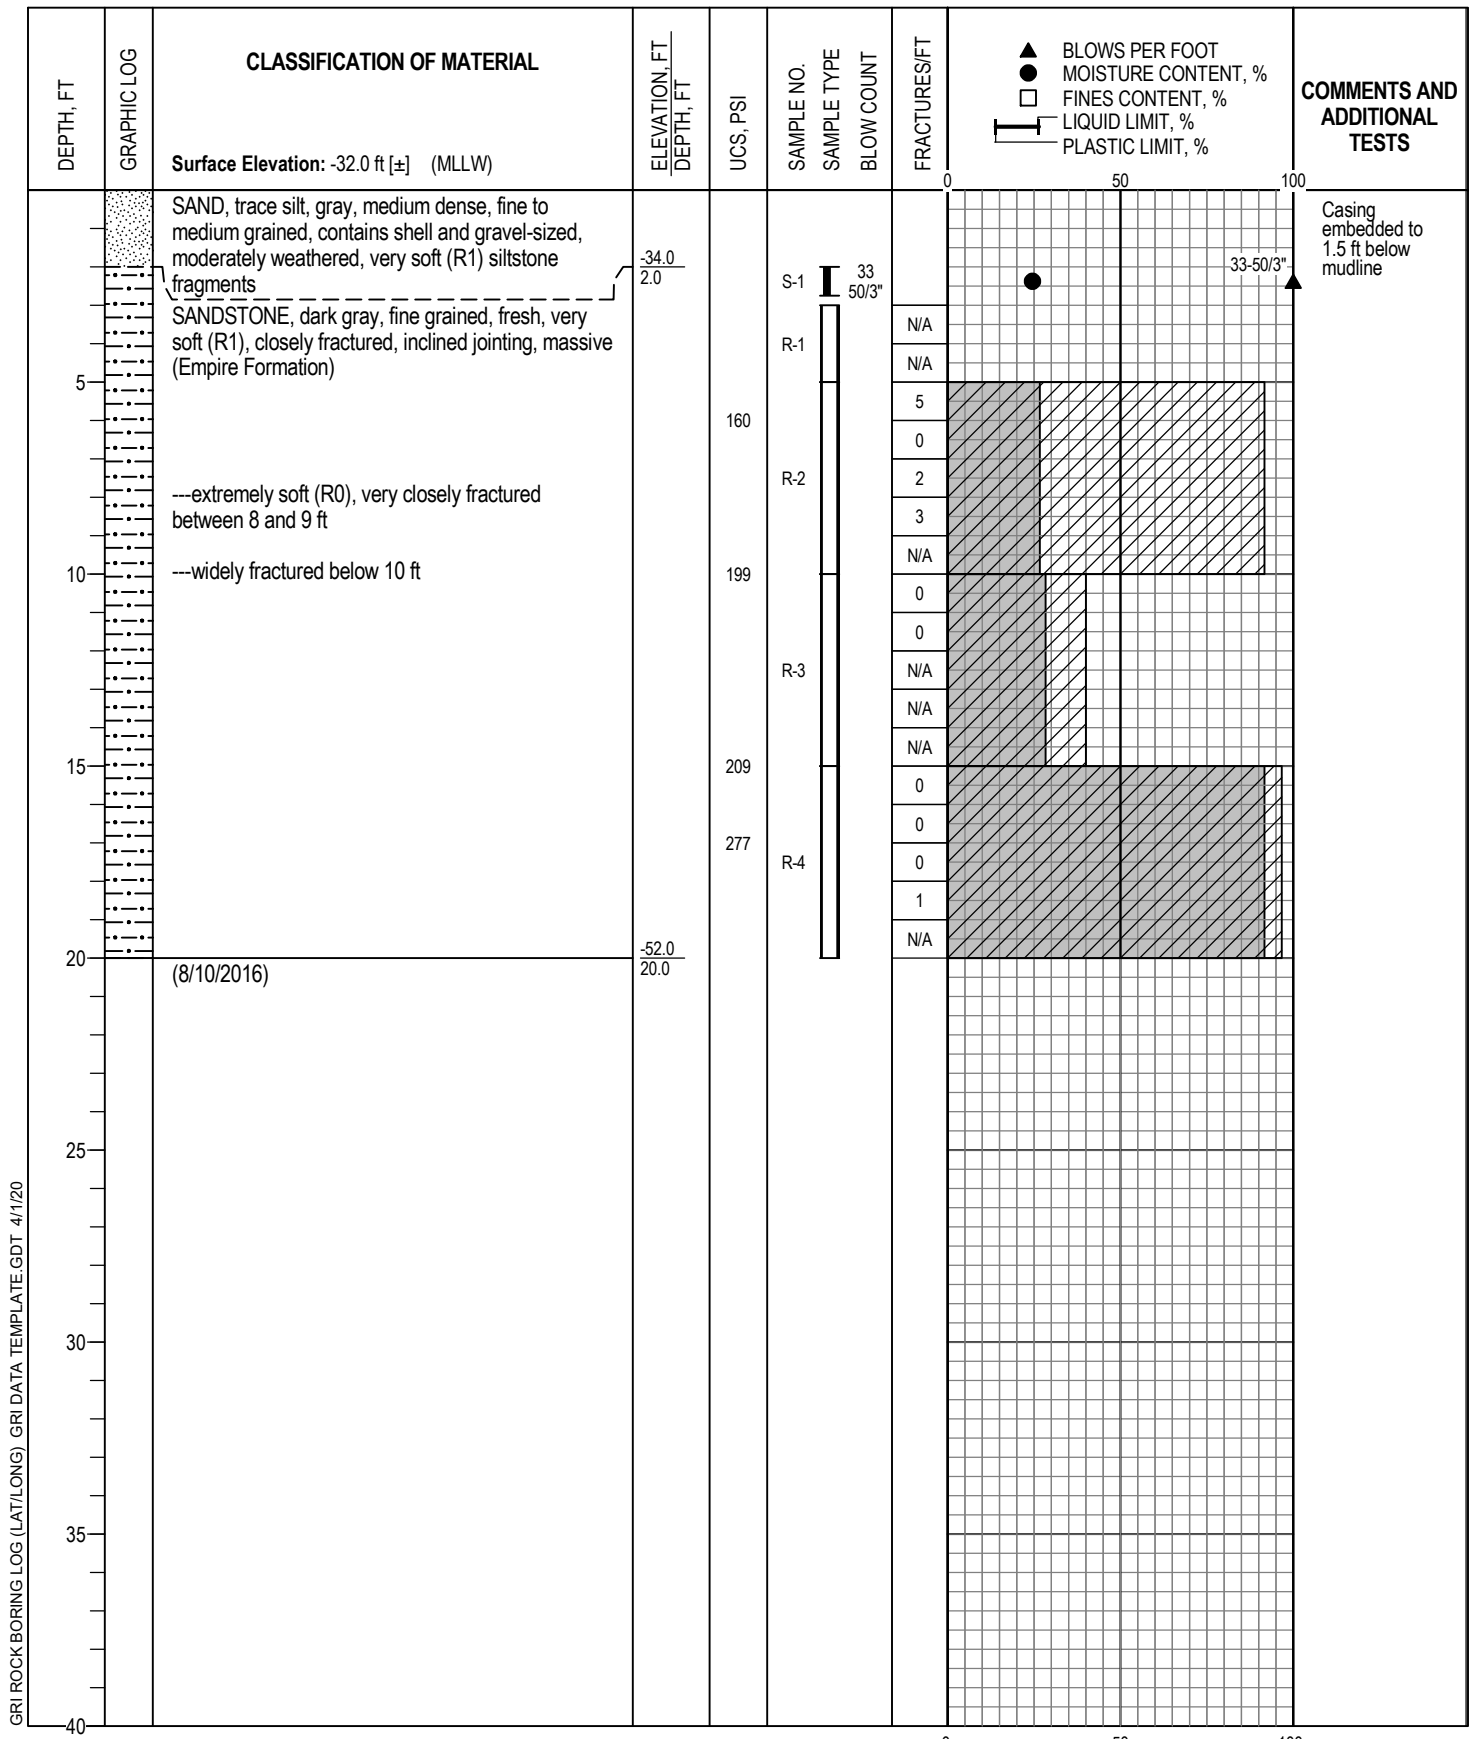 DEPTH, FT
GRAPHIC LOG
CLASSIFICATION OF MATERIAL
Surface Elevation: -32.0 ft [±] (MLLW)
ELEVATION, FT
DEPTH, FT
UCS, PSI
SAMPLE NO.
SAMPLE TYPE
BLOW COUNT
FRACTURES/FT
▲ BLOWS PER FOOT
● MOISTURE CONTENT, %
□ FINES CONTENT, %
LIQUID LIMIT, %
PLASTIC LIMIT, %
0 50 100
COMMENTS AND
ADDITIONAL
TESTS
SAND, trace silt, gray, medium dense, fine to
medium grained, contains shell and gravel-sized,
moderately weathered, very soft (R1) siltstone
fragments
-34.0
2.0
S-1
33
50/3"
33-50/3"
Casing
embedded to
1.5 ft below
mudline
SANDSTONE, dark gray, fine grained, fresh, very
soft (R1), closely fractured, inclined jointing, massive
(Empire Formation)
R-1
N/A
N/A
5
5
160
0
---extremely soft (R0), very closely fractured
between 8 and 9 ft
R-2
2
3
N/A
---widely fractured below 10 ft
10
199
0
0
R-3
N/A
N/A
N/A
15
209
0
0
277
R-4
0
1
N/A
20
(8/10/2016)
-52.0
20.0
25
30
35
40
GRI ROCK BORING LOG (LAT/LONG) GRI DATA TEMPLATE.GDT 4/1/20
0 50 100